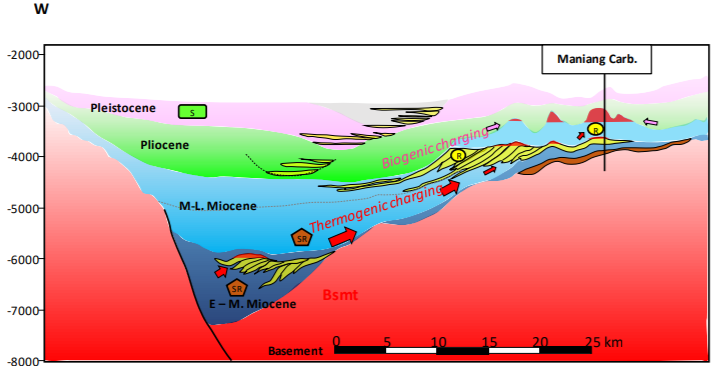 W
Maniang Carb.
-2000
-3000
-4000
-5000
-6000
-7000
-8000
Pleistocene
S
Pliocene
Biogenic charging
R
R
M-L. Miocene
Thermogenic charging
SR
SR
E – M. Miocene
Bsmt
Basement
0 5 10 15 20 25 km